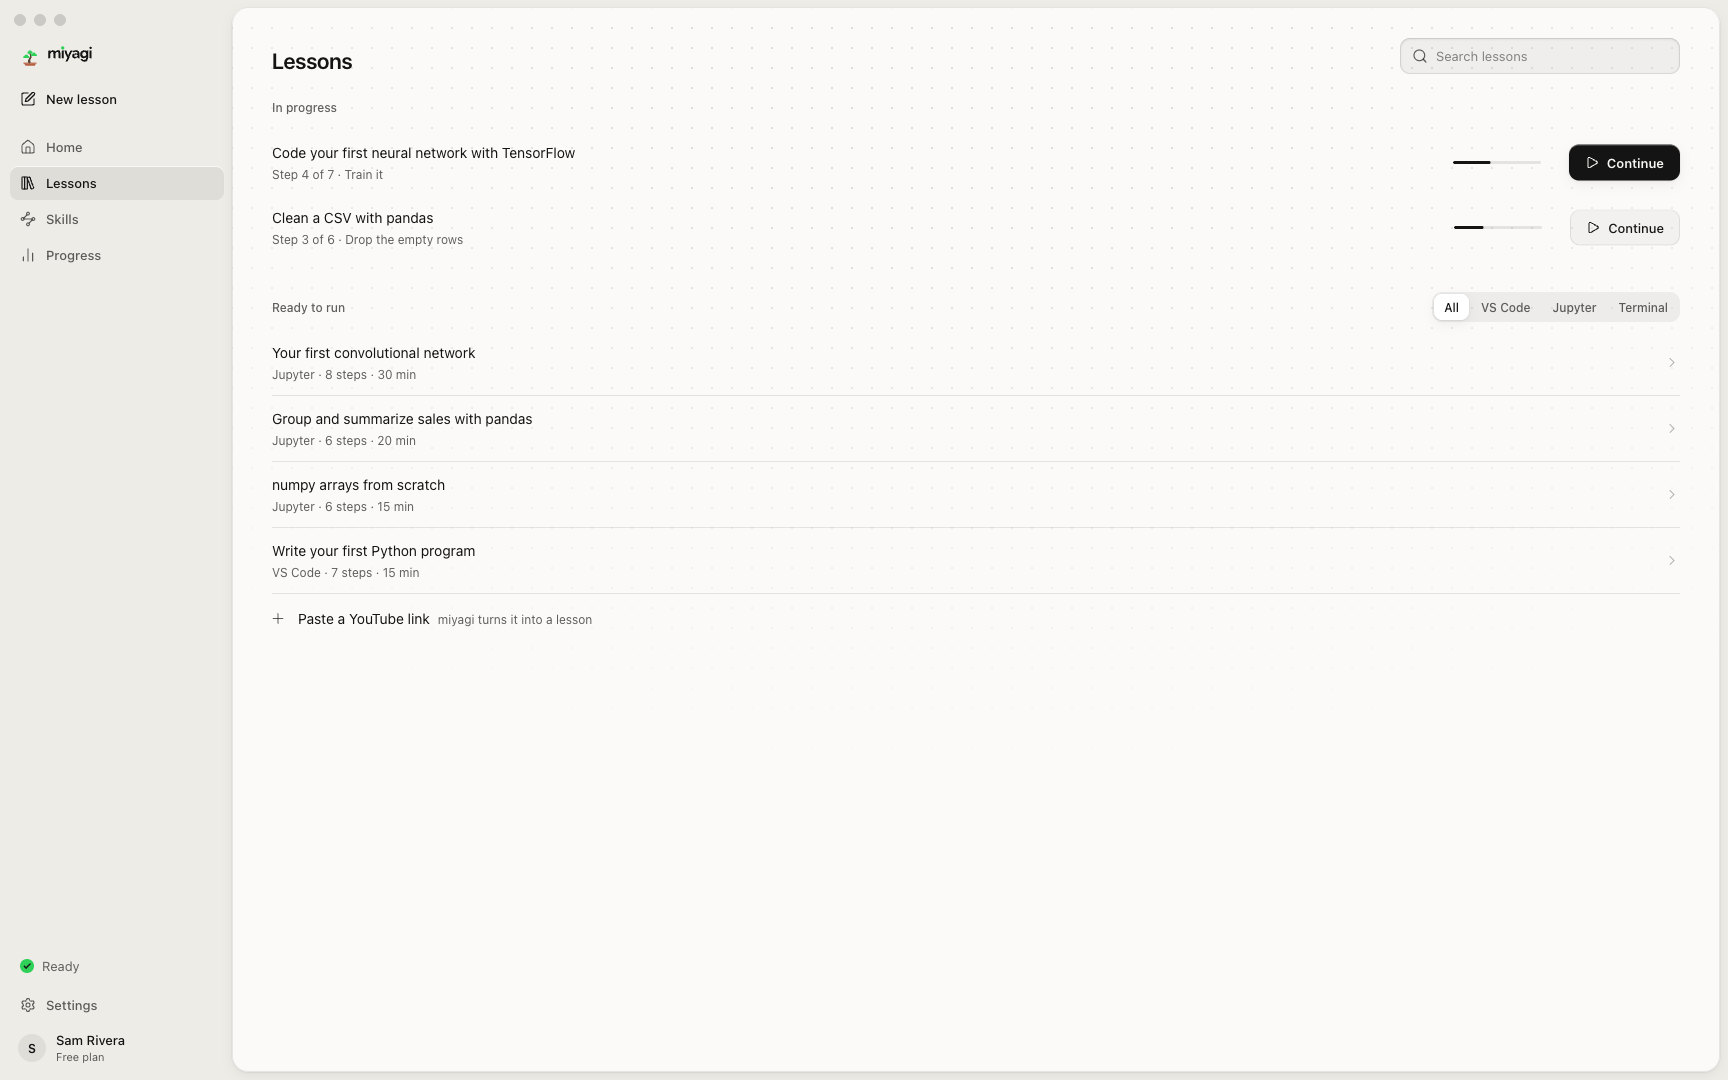 miyagi
New lesson
Home
Lessons
Skills
Progress
Ready
Settings
S
Sam Rivera
Free plan
Lessons
Search lessons
In progress
Code your first neural network with TensorFlow
Step 4 of 7 · Train it
Continue
Clean a CSV with pandas
Step 3 of 6 · Drop the empty rows
Continue
Ready to run
All VS Code Jupyter Terminal
Your first convolutional network
Jupyter · 8 steps · 30 min
Group and summarize sales with pandas
Jupyter · 6 steps · 20 min
numpy arrays from scratch
Jupyter · 6 steps · 15 min
Write your first Python program
VS Code · 7 steps · 15 min
Paste a YouTube link miyagi turns it into a lesson